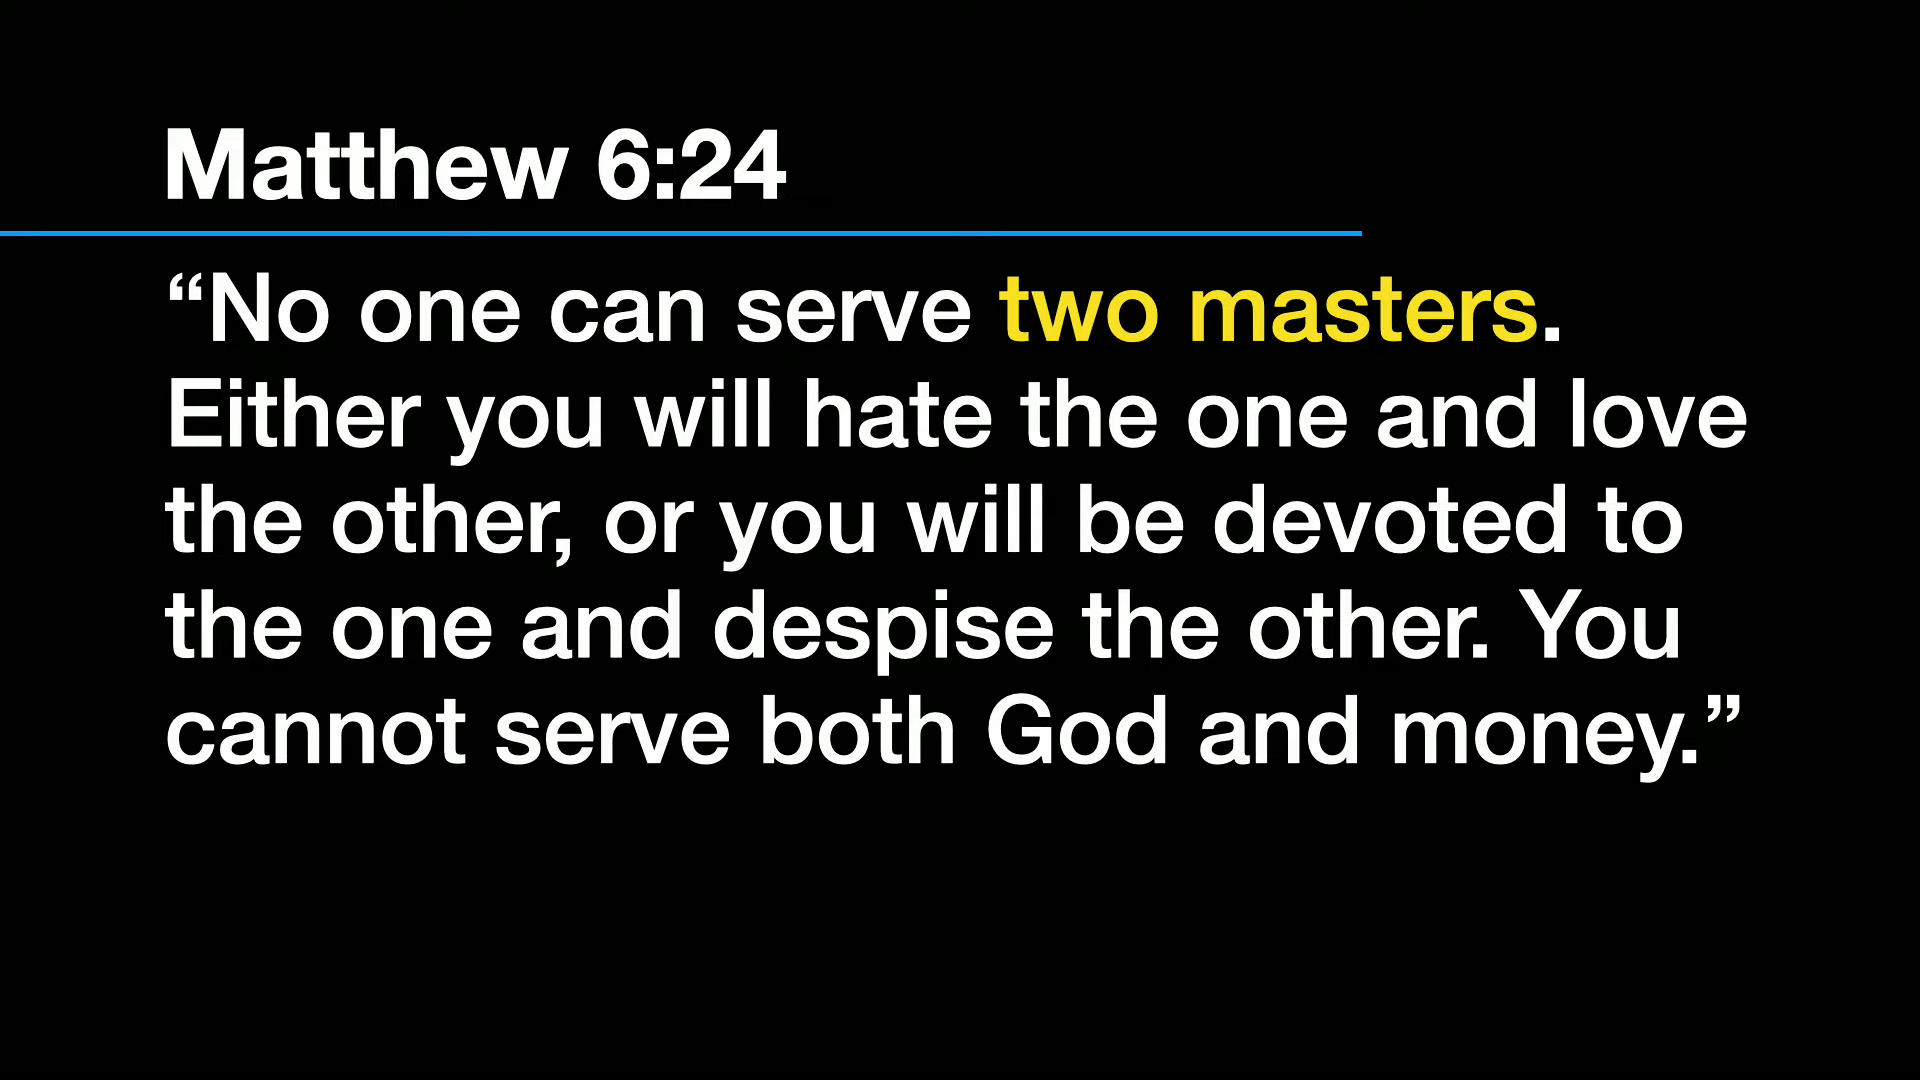 Matthew 6:24
“No one can serve two masters.
Either you will hate the one and love
the other, or you will be devoted to
the one and despise the other. You
cannot serve both God and money.”